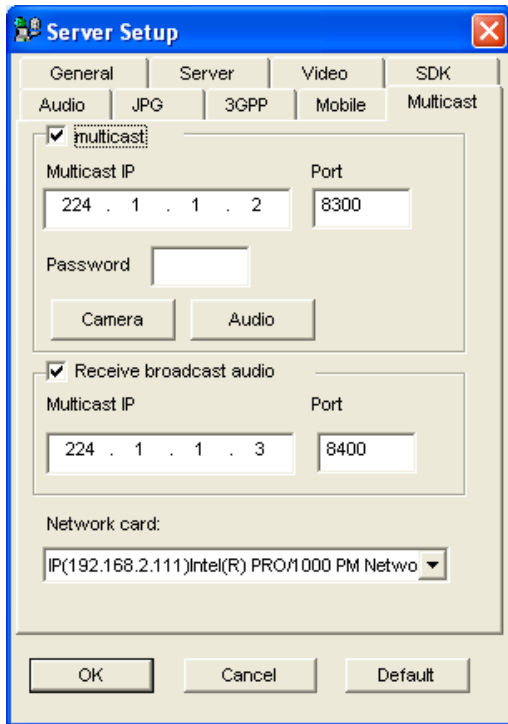 Server Setup
General Server Video SDK
Audio JPG 3GPP Mobile Multicast
multicast
Multicast IP Port
224 . 1 . 1 . 2 8300
Password
Camera Audio
Receive broadcast audio
Multicast IP Port
224 . 1 . 1 . 3 8400
Network card:
IP(192.168.2.111)Intel(R) PRO/1000 PM Netwo
OK Cancel Default